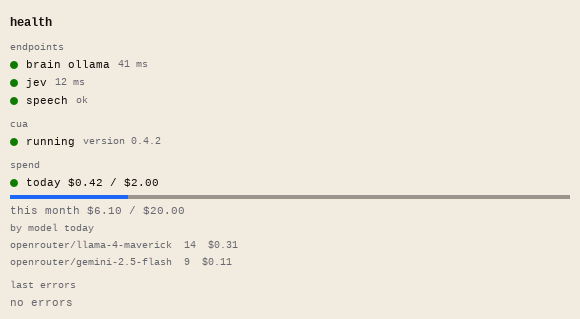 health
endpoints
brain ollama 41 ms
jev 12 ms
speech ok
cua
running version 0.4.2
spend
today $0.42 / $2.00
this month $6.10 / $20.00
by model today
openrouter/llama-4-maverick 14 $0.31
openrouter/gemini-2.5-flash 9 $0.11
last errors
no errors